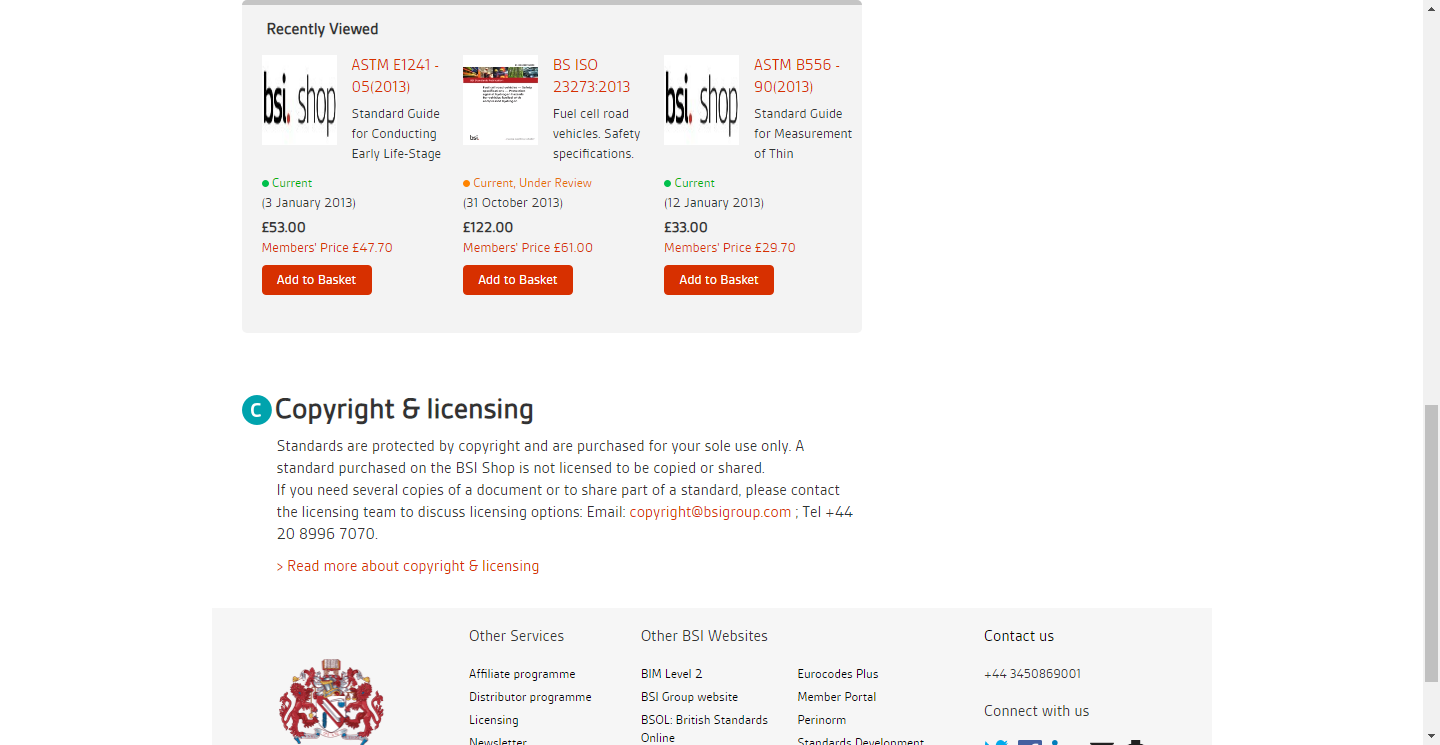 Recently Viewed
bsi. shop
ASTM E1241 -
05(2013)
Standard Guide
for Conducting
Early Life-Stage
Current
(3 January 2013)
£53.00
Members' Price £47.70
Add to Basket
bsi.
BS ISO
23273:2013
Fuel cell road
vehicles. Safety
specifications.
Current, Under Review
(31 October 2013)
£122.00
Members' Price £61.00
Add to Basket
bsi. shop
ASTM B556 -
90(2013)
Standard Guide
for Measurement
of Thin
Current
(12 January 2013)
£33.00
Members' Price £29.70
Add to Basket
C Copyright & licensing
Standards are protected by copyright and are purchased for your sole use only. A
standard purchased on the BSI Shop is not licensed to be copied or shared.
If you need several copies of a document or to share part of a standard, please contact
the licensing team to discuss licensing options: Email: copyright@bsigroup.com ; Tel +44
20 8996 7070.
> Read more about copyright & licensing
Other Services
Affiliate programme
Distributor programme
Licensing
Newsletter
Other BSI Websites
BIM Level 2
BSI Group website
BSOL: British Standards
Online
Eurocodes Plus
Member Portal
Perinorm
Standards Development
Contact us
+44 3450869001
Connect with us